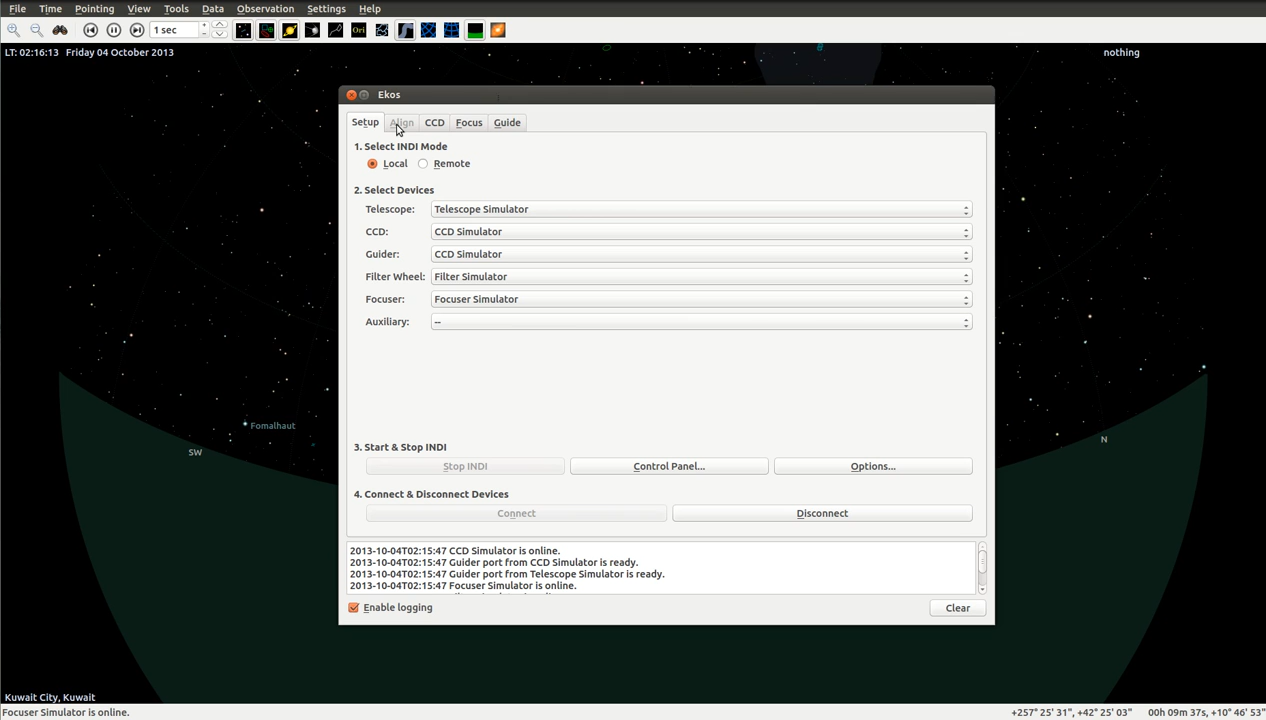 File Time Pointing View Tools Data Observation Settings Help
1 sec Ori
LT: 02:16:13 Friday 04 October 2013 nothing
Ekos
Setup Align CCD Focus Guide
1. Select INDI Mode
Local Remote
2. Select Devices
Telescope: Telescope Simulator
CCD: CCD Simulator
Guider: CCD Simulator
Filter Wheel: Filter Simulator
Focuser: Focuser Simulator
Auxiliary: --
Fomalhaut
SW
N
3. Start & Stop INDI
Stop INDI Control Panel... Options...
4. Connect & Disconnect Devices
Connect Disconnect
2013-10-04T02:15:47 CCD Simulator is online.
2013-10-04T02:15:47 Guider port from CCD Simulator is ready.
2013-10-04T02:15:47 Guider port from Telescope Simulator is ready.
2013-10-04T02:15:47 Focuser Simulator is online.
Enable logging Clear
Kuwait City, Kuwait
Focuser Simulator is online. +257° 25' 31", +42° 25' 03" 00h 09m 37s, +10° 46' 53"